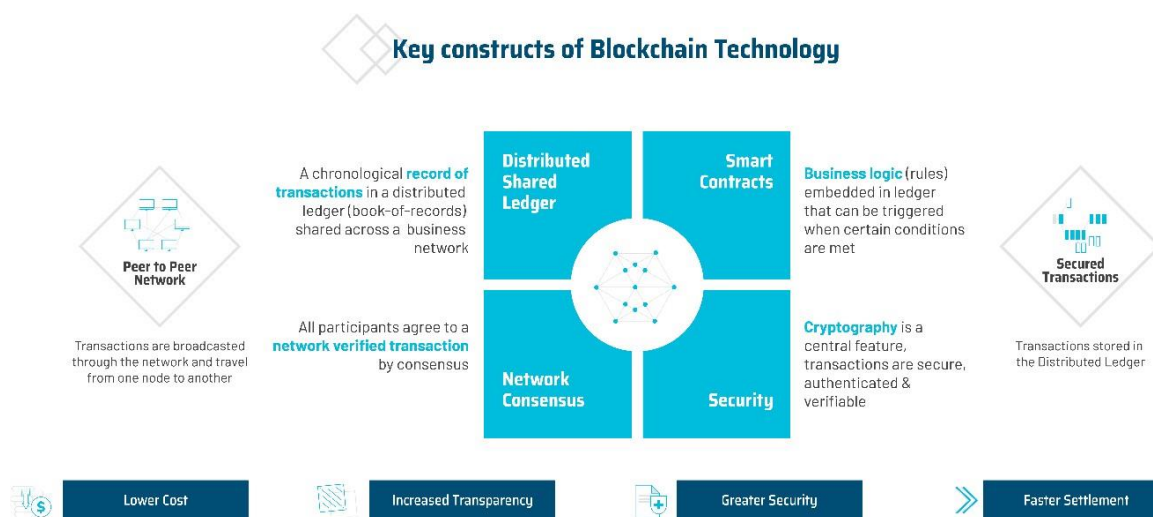 Key constructs of Blockchain Technology
Peer to Peer
Network
Transactions are broadcasted
through the network and travel
from one node to another
A chronological record of
transactions in a distributed
ledger (book-of-records)
shared across a business
network
Distributed
Shared
Ledger
Smart
Contracts
Business logic (rules)
embedded in ledger
that can be triggered
when certain conditions
are met
All participants agree to a
network verified transaction
by consensus
Network
Consensus
Security
Cryptography is a
central feature,
transactions are secure,
authenticated &
verifiable
Secured
Transactions
Transactions stored in
the Distributed Ledger
$
Lower Cost
Increased Transparency
Greater Security
Faster Settlement